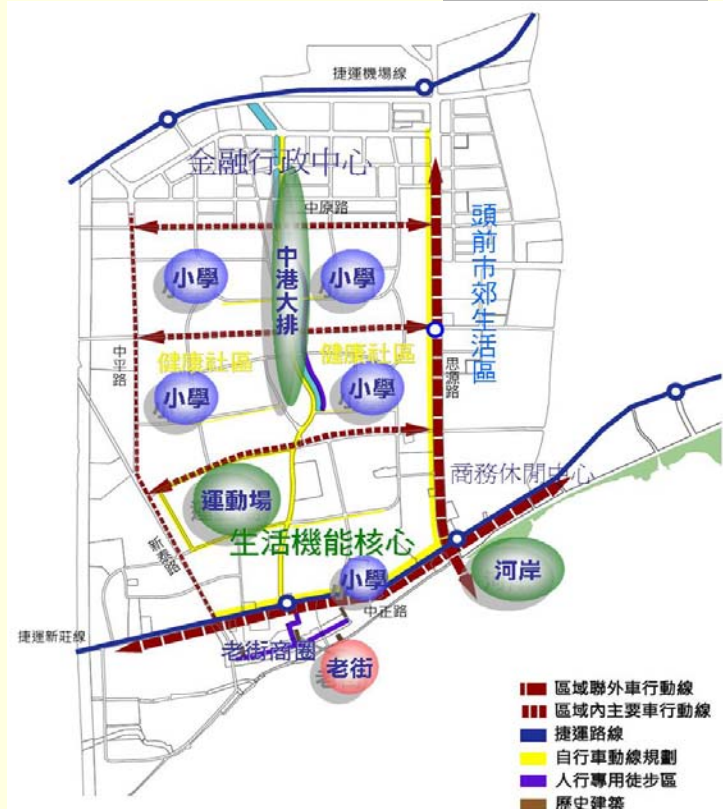 捷運機場線
金融行政中心
中原路
頭前市郊生活區
中港大排
小學
小學
中平路
健康社區
健康社區
思源路
小學
小學
商務休閒中心
運動場
新泰路
生活機能核心
河岸
小學
中正路
捷運新莊線
老街商圈
老街
區域聯外車行動線
區域內主要車行動線
捷運路線
自行車動線規劃
人行專用徒步區
歷史建築